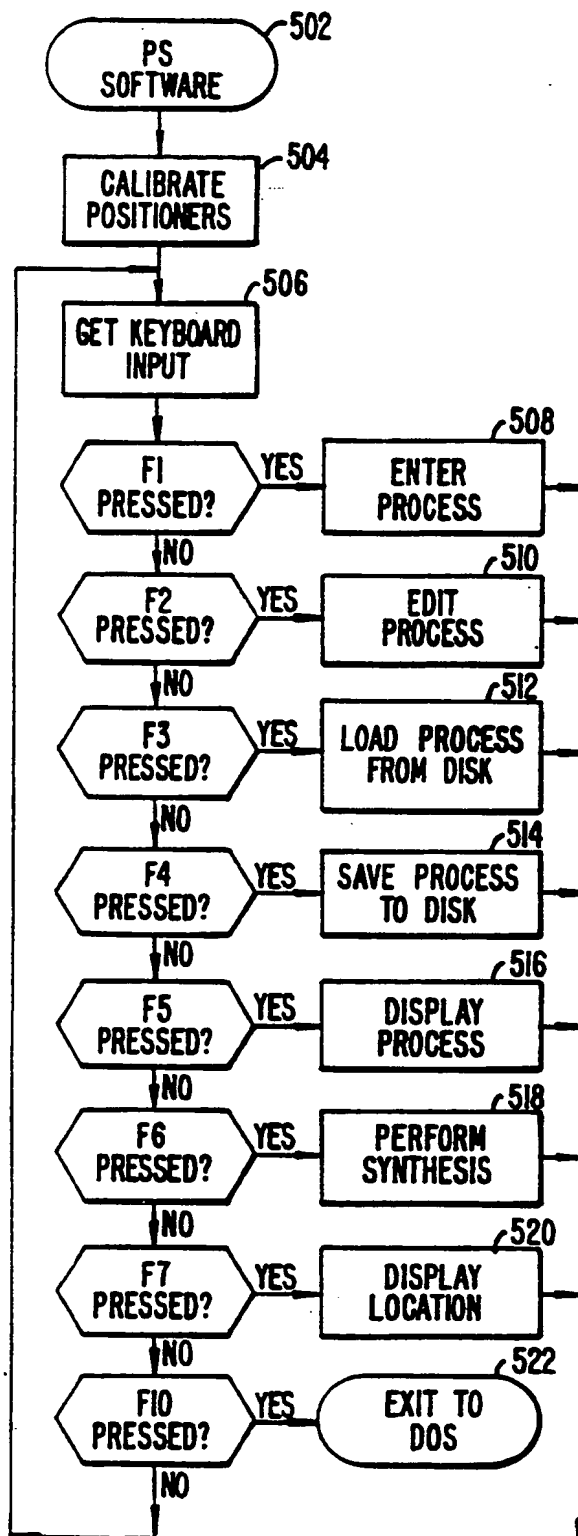 502
PS
SOFTWARE
504
CALIBRATE
POSITIONERS
506
GET KEYBOARD
INPUT
508
F1
PRESSED?
YES
ENTER
PROCESS
NO
510
F2
PRESSED?
YES
EDIT
PROCESS
NO
512
F3
PRESSED?
YES
LOAD PROCESS
FROM DISK
NO
514
F4
PRESSED?
YES
SAVE PROCESS
TO DISK
NO
516
F5
PRESSED?
YES
DISPLAY
PROCESS
NO
518
F6
PRESSED?
YES
PERFORM
SYNTHESIS
NO
520
F7
PRESSED?
YES
DISPLAY
LOCATION
NO
522
F10
PRESSED?
YES
EXIT TO
DOS
NO